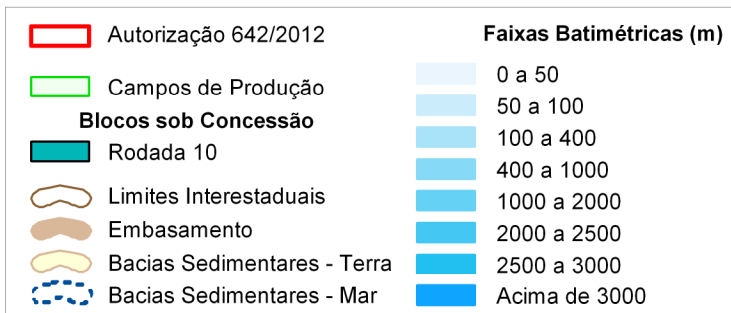 Autorização 642/2012
Campos de Produção
Blocos sob Concessão
Rodada 10
Limites Interestaduais
Embasamento
Bacias Sedimentares - Terra
Bacias Sedimentares - Mar
Faixas Batimétricas (m)
0 a 50
50 a 100
100 a 400
400 a 1000
1000 a 2000
2000 a 2500
2500 a 3000
Acima de 3000